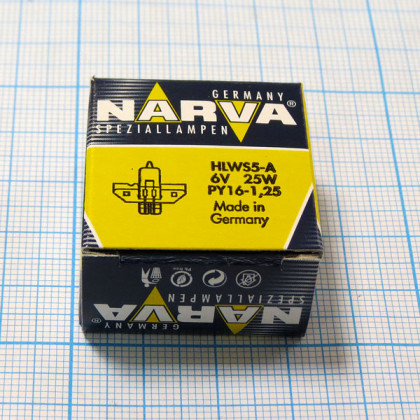 GERMANY
NARVA®
SPEZIALLAMPEN
HLWS5-A
6V 25W
PY16-1,25
Made in
Germany
SPEZIALLAMPEN
NARVA®
GERMANY